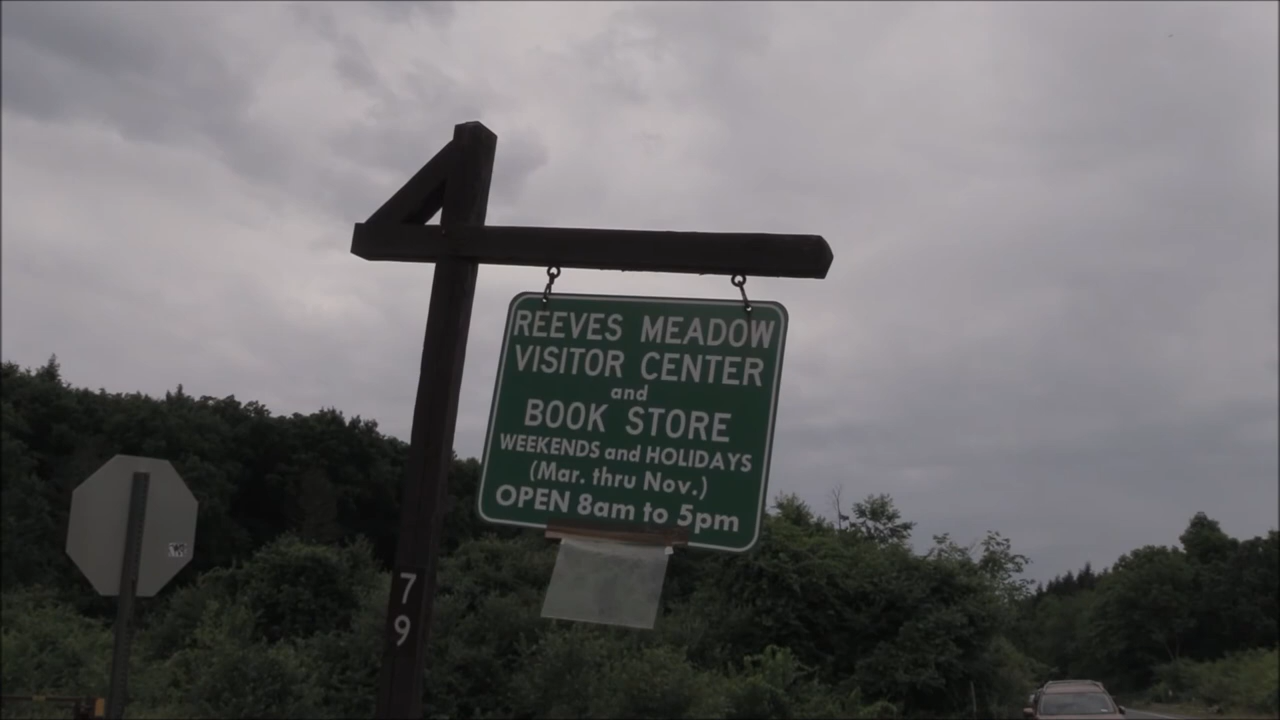 REEVES MEADOW
VISITOR CENTER
and
BOOK STORE
WEEKENDS and HOLIDAYS
(Mar. thru Nov.)
OPEN 8am to 5pm
7
9